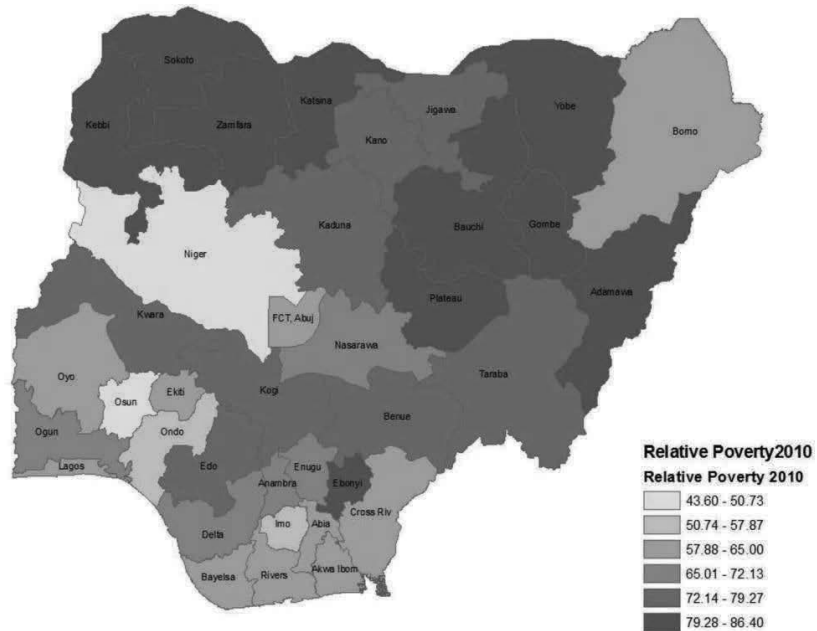 Sokoto
Katsina
Jigawa
Yobe
Borno
Kebbi
Zamfara
Kano
Kaduna
Bauchi
Gombe
Niger
Plateau
Adamawa
Kwara
FCT, Abuj
Nasarawa
Taraba
Oyo
Osun
Ekiti
Kogi
Benue
Ogun
Ondo
Lagos
Edo
Anambra
Enugu
Ebonyi
Cross Riv
Delta
Imo
Abia
Bayelsa
Rivers
Akwa Ibom
Relative Poverty2010
Relative Poverty 2010
43.60 - 50.73
50.74 - 57.87
57.88 - 65.00
65.01 - 72.13
72.14 - 79.27
79.28 - 86.40